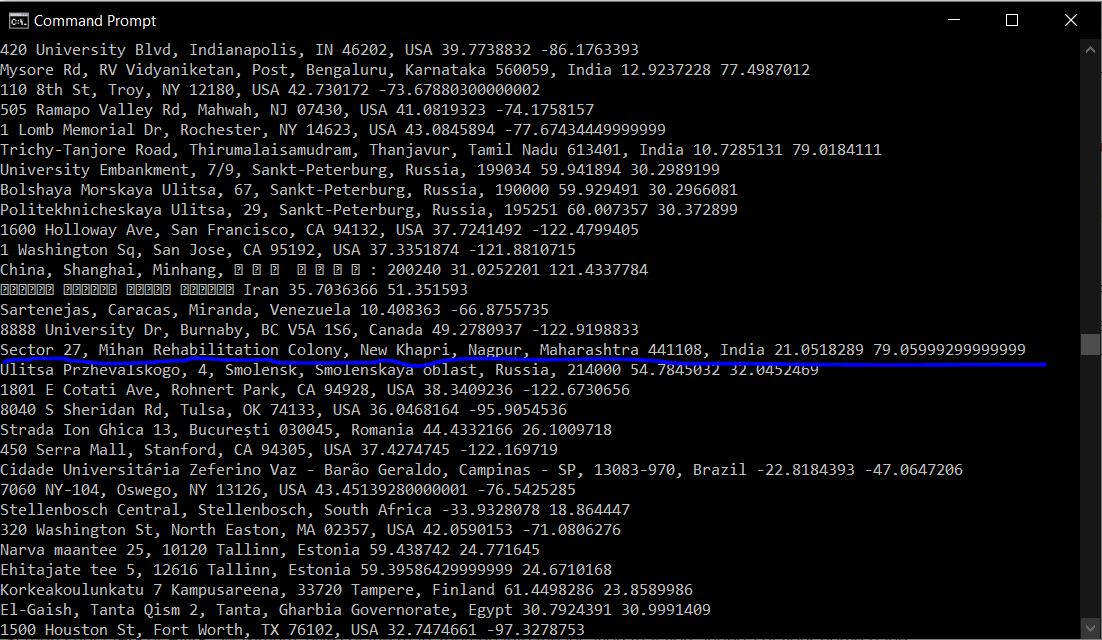 Command Prompt
420 University Blvd, Indianapolis, IN 46202, USA 39.7738832 -86.1763393
Mysore Rd, RV Vidyaniketan, Post, Bengaluru, Karnataka 560059, India 12.9237228 77.4987012
110 8th St, Troy, NY 12180, USA 42.730172 -73.67880300000002
505 Ramapo Valley Rd, Mahwah, NJ 07430, USA 41.0819323 -74.1758157
1 Lomb Memorial Dr, Rochester, NY 14623, USA 43.0845894 -77.67434449999999
Trichy-Tanjore Road, Thirumalaisamudram, Thanjavur, Tamil Nadu 613401, India 10.7285131 79.0184111
University Embankment, 7/9, Sankt-Peterburg, Russia, 199034 59.941894 30.2989199
Bolshaya Morskaya Ulitsa, 67, Sankt-Peterburg, Russia, 190000 59.929491 30.2966081
Politekhnicheskaya Ulitsa, 29, Sankt-Peterburg, Russia, 195251 60.007357 30.372899
1600 Holloway Ave, San Francisco, CA 94132, USA 37.7241492 -122.4799405
1 Washington Sq, San Jose, CA 95192, USA 37.3351874 -121.8810715
China, Shanghai, Minhang, : 200240 31.0252201 121.4337784
Iran 35.7036366 51.351593
Sartenejas, Caracas, Miranda, Venezuela 10.408363 -66.8755735
8888 University Dr, Burnaby, BC V5A 1S6, Canada 49.2780937 -122.9198833
Sector 27, Mihan Rehabilitation Colony, New Khapri, Nagpur, Maharashtra 441108, India 21.0518289 79.05999299999999
Ulitsa Przhevalskogo, 4, Smolensk, Smolenskaya oblast, Russia, 214000 54.7845032 32.0452469
1801 E Cotati Ave, Rohnert Park, CA 94928, USA 38.3409236 -122.6730656
8040 S Sheridan Rd, Tulsa, OK 74133, USA 36.0468164 -95.9054536
Strada Ion Ghica 13, București 030045, Romania 44.4332166 26.1009718
450 Serra Mall, Stanford, CA 94305, USA 37.4274745 -122.169719
Cidade Universitária Zeferino Vaz - Barão Geraldo, Campinas - SP, 13083-970, Brazil -22.8184393 -47.0647206
7060 NY-104, Oswego, NY 13126, USA 43.45139280000001 -76.5425285
Stellenbosch Central, Stellenbosch, South Africa -33.9328078 18.864447
320 Washington St, North Easton, MA 02357, USA 42.0590153 -71.0806276
Narva maantee 25, 10120 Tallinn, Estonia 59.438742 24.771645
Ehitajate tee 5, 12616 Tallinn, Estonia 59.39586429999999 24.6710168
Korkeakoulunkatu 7 Kampusareena, 33720 Tampere, Finland 61.4498286 23.8589986
El-Gaish, Tanta Qism 2, Tanta, Gharbia Governorate, Egypt 30.7924391 30.9991409
1500 Houston St, Fort Worth, TX 76102, USA 32.7474661 -97.3278753